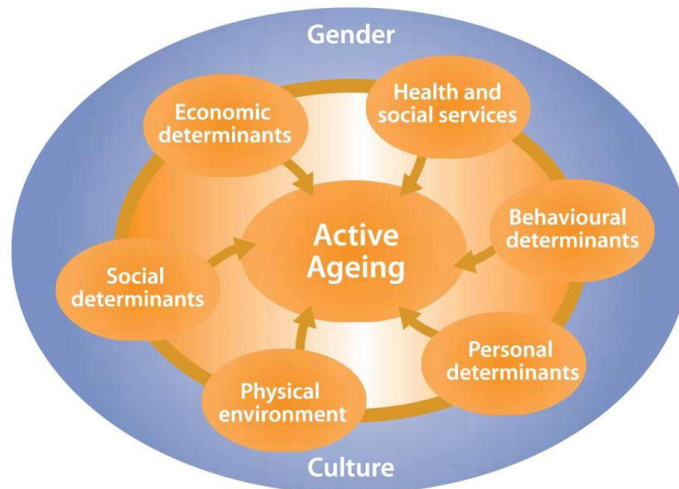 Gender
Economic
determinants
Health and
social services
Active
Ageing
Behavioural
determinants
Social
determinants
Personal
determinants
Physical
environment
Culture